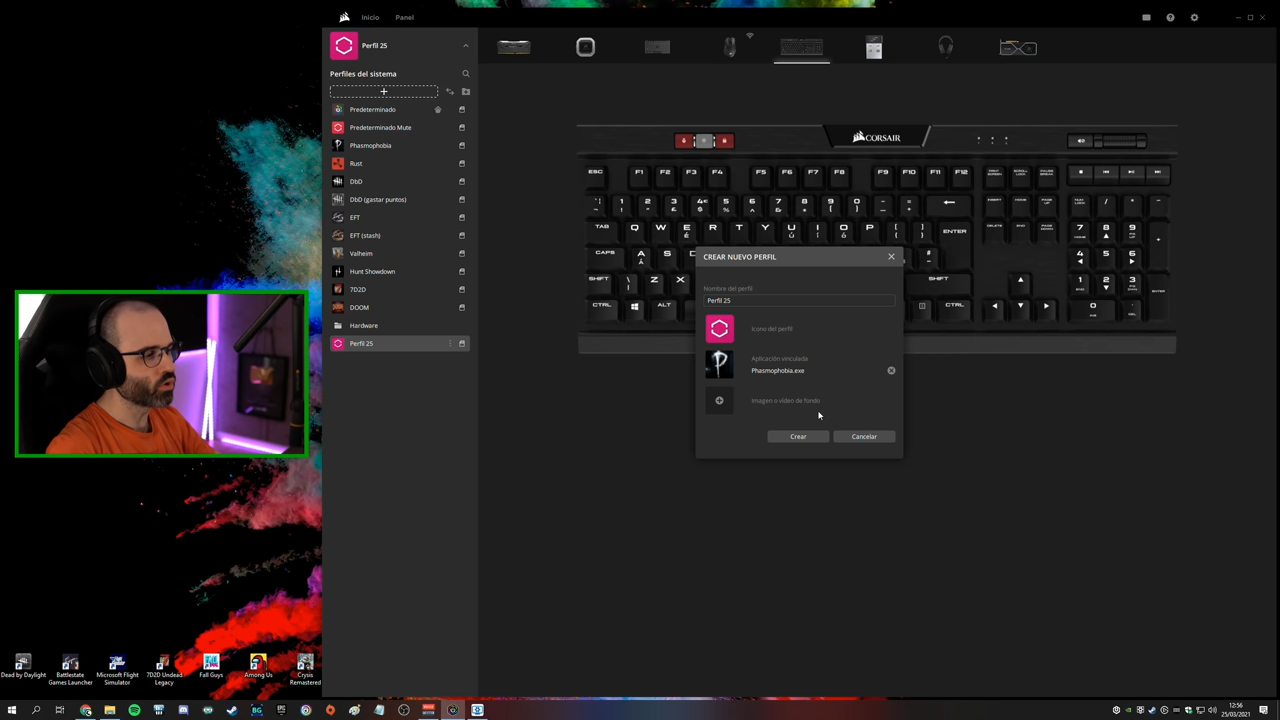 Inicio
Panel
Perfil 25
Perfiles del sistema
Predeterminado
Predeterminado Mute
Phasmophobia
Rust
DbD
DbD (gastar puntos)
EFT
EFT (stash)
Valheim
Hunt Showdown
7D2D
DOOM
Hardware
Perfil 25
CORSAIR
ESC F1 F2 F3 F4 F5 F6 F7 F8 F9 F10 F11 F12
TAB Q W E R T Y U I O P ENTER
CAPS A S
SHIFT Z X SHIFT
CTRL ALT CTRL
CREAR NUEVO PERFIL
Nombre del perfil
Perfil 25
Icono del perfil
Aplicación vinculada
Phasmophobia.exe
Imagen o vídeo de fondo
Crear
Cancelar
Dead by Daylight
Battlestate Games Launcher
Microsoft Flight Simulator
7D2D Undead Legacy
Fall Guys
Among Us
Crysis Remastered
12:56
25/03/2021